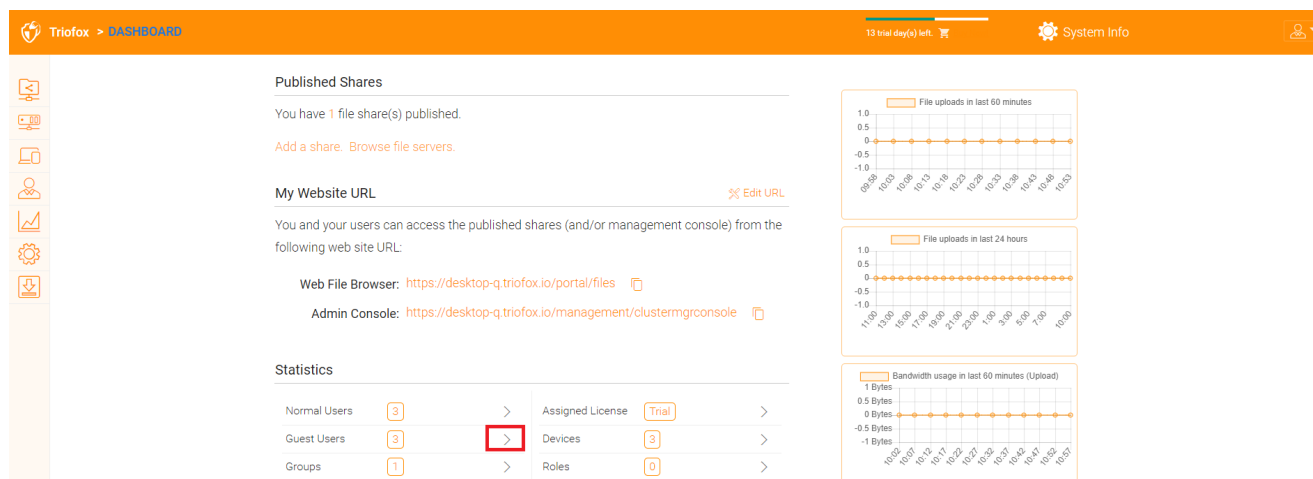 Triofox > DASHBOARD
13 trial day(s) left.
System Info
Published Shares
You have 1 file share(s) published.
Add a share. Browse file servers.
My Website URL
Edit URL
You and your users can access the published shares (and/or management console) from the
following web site URL:
Web File Browser: https://desktop-q.triofox.io/portal/files
Admin Console: https://desktop-q.triofox.io/management/clustermgrconsole
Statistics
Normal Users 3 > Assigned License Trial >
Guest Users 3 > Devices 3 >
Groups 1 > Roles 0 >
File uploads in last 60 minutes
1.0
0.5
0
-0.5
-1.0
09:58 10:03 10:08 10:13 10:18 10:23 10:28 10:33 10:38 10:43 10:48 10:53
File uploads in last 24 hours
1.0
0.5
0
-0.5
-1.0
11:00 13:00 15:00 17:00 19:00 21:00 23:00 1:00 3:00 5:00 7:00 10:00
Bandwidth usage in last 60 minutes (Upload)
1 Bytes
0.5 Bytes
0 Bytes
-0.5 Bytes
-1 Bytes
10:02 10:07 10:12 10:17 10:22 10:27 10:32 10:37 10:42 10:47 10:52 10:57